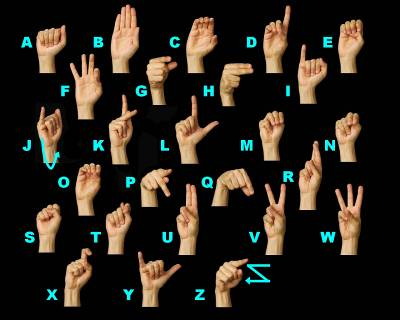 A B C D E
F G H I
J K L M N
O P Q R
S T U V W
X Y Z